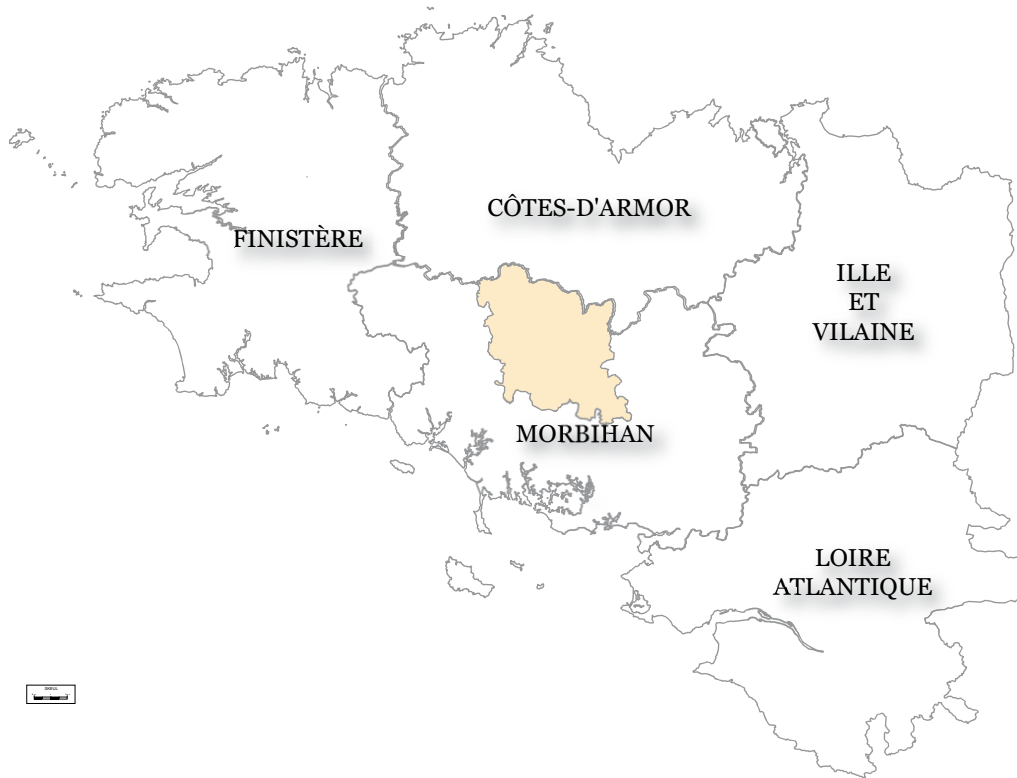 CÔTES-D'ARMOR
FINISTÈRE
ILLE
ET
VILAINE
MORBIHAN
LOIRE
ATLANTIQUE